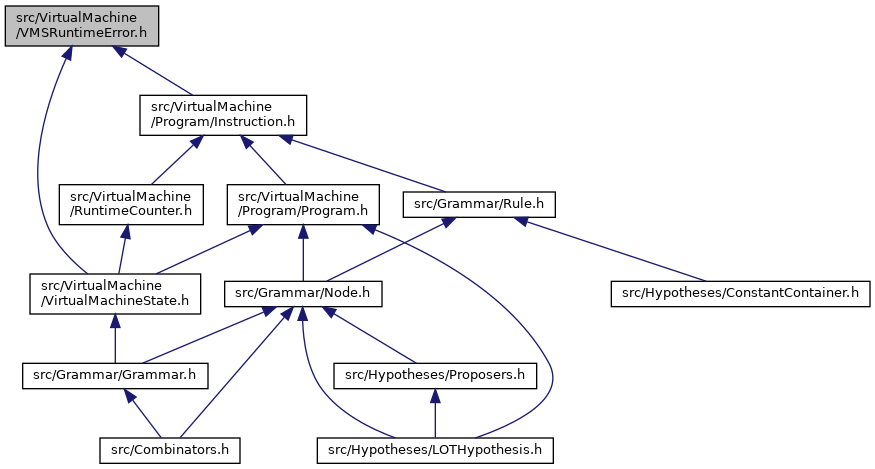 src/VirtualMachine
/VMSRuntimeError.h
src/VirtualMachine
/Program/Instruction.h
src/VirtualMachine
/RuntimeCounter.h
src/VirtualMachine
/Program/Program.h
src/Grammar/Rule.h
src/VirtualMachine
/VirtualMachineState.h
src/Grammar/Node.h
src/Hypotheses/ConstantContainer.h
src/Grammar/Grammar.h
src/Hypotheses/Proposers.h
src/Combinators.h
src/Hypotheses/LOTHypothesis.h